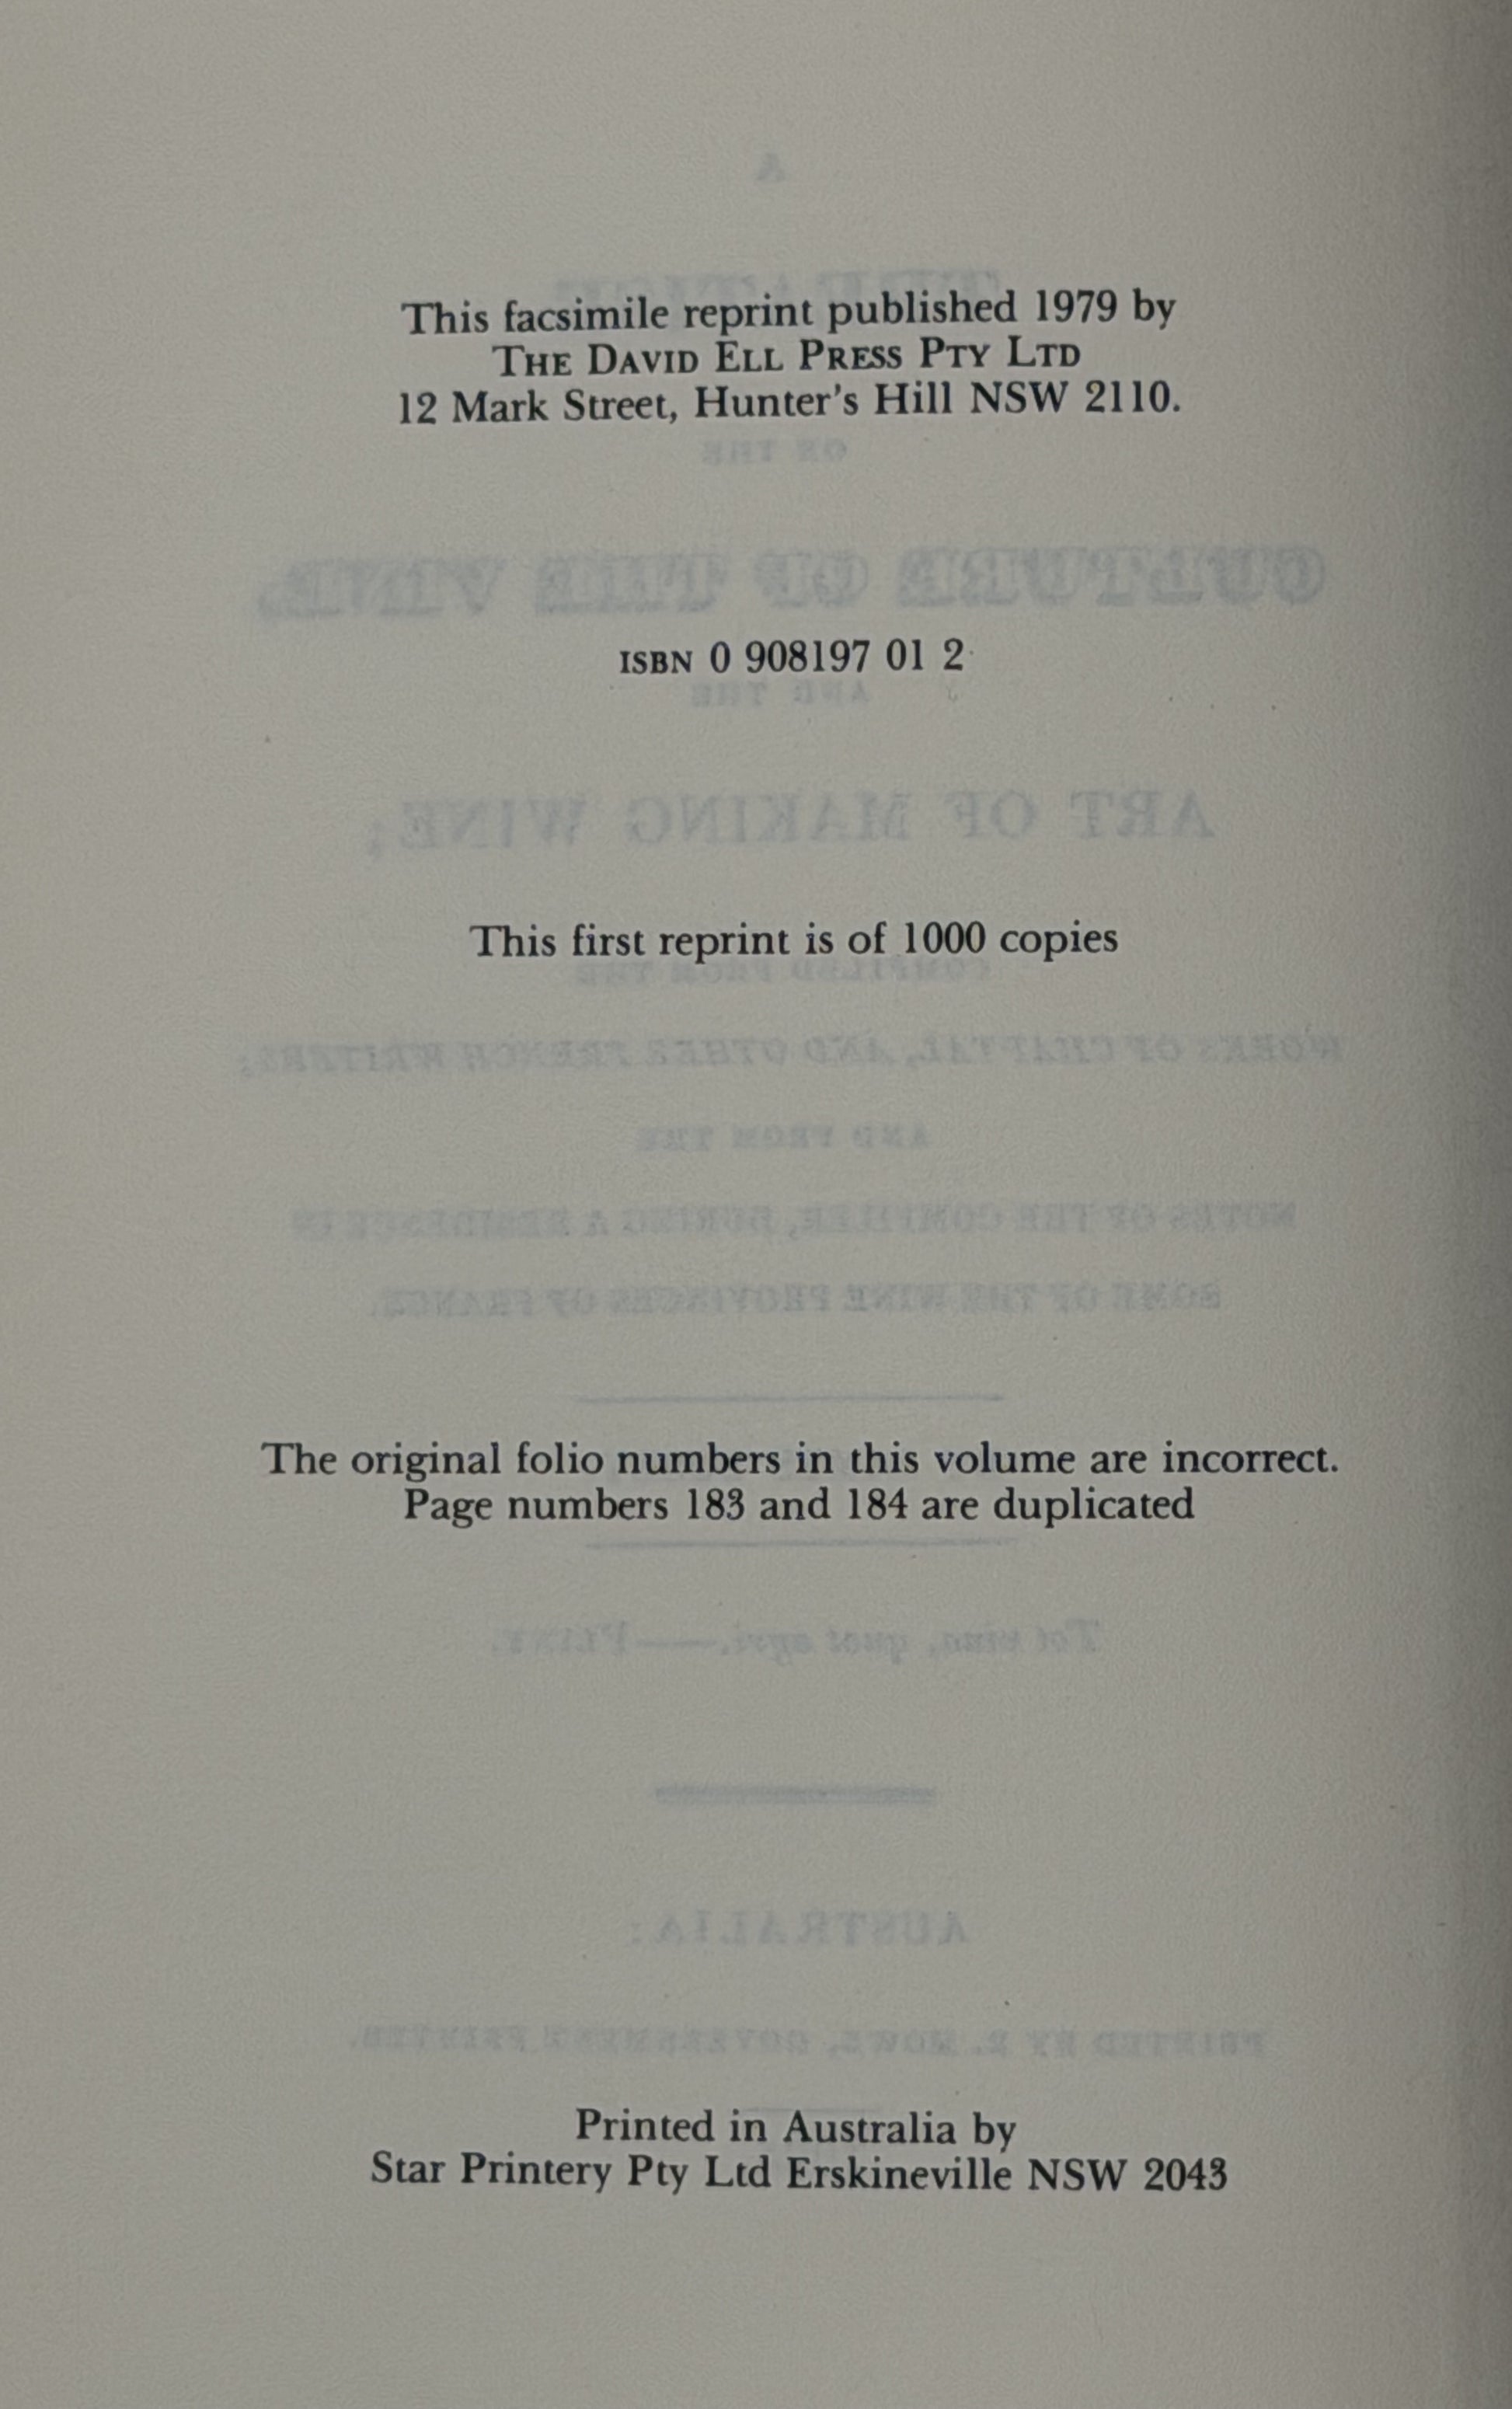 This facsimile reprint published 1979 by
THE DAVID ELL PRESS PTY LTD
12 Mark Street, Hunter's Hill NSW 2110.
ISBN 0 908197 01 2
This first reprint is of 1000 copies
The original folio numbers in this volume are incorrect.
Page numbers 183 and 184 are duplicated
Printed in Australia by
Star Printery Pty Ltd Erskineville NSW 2043